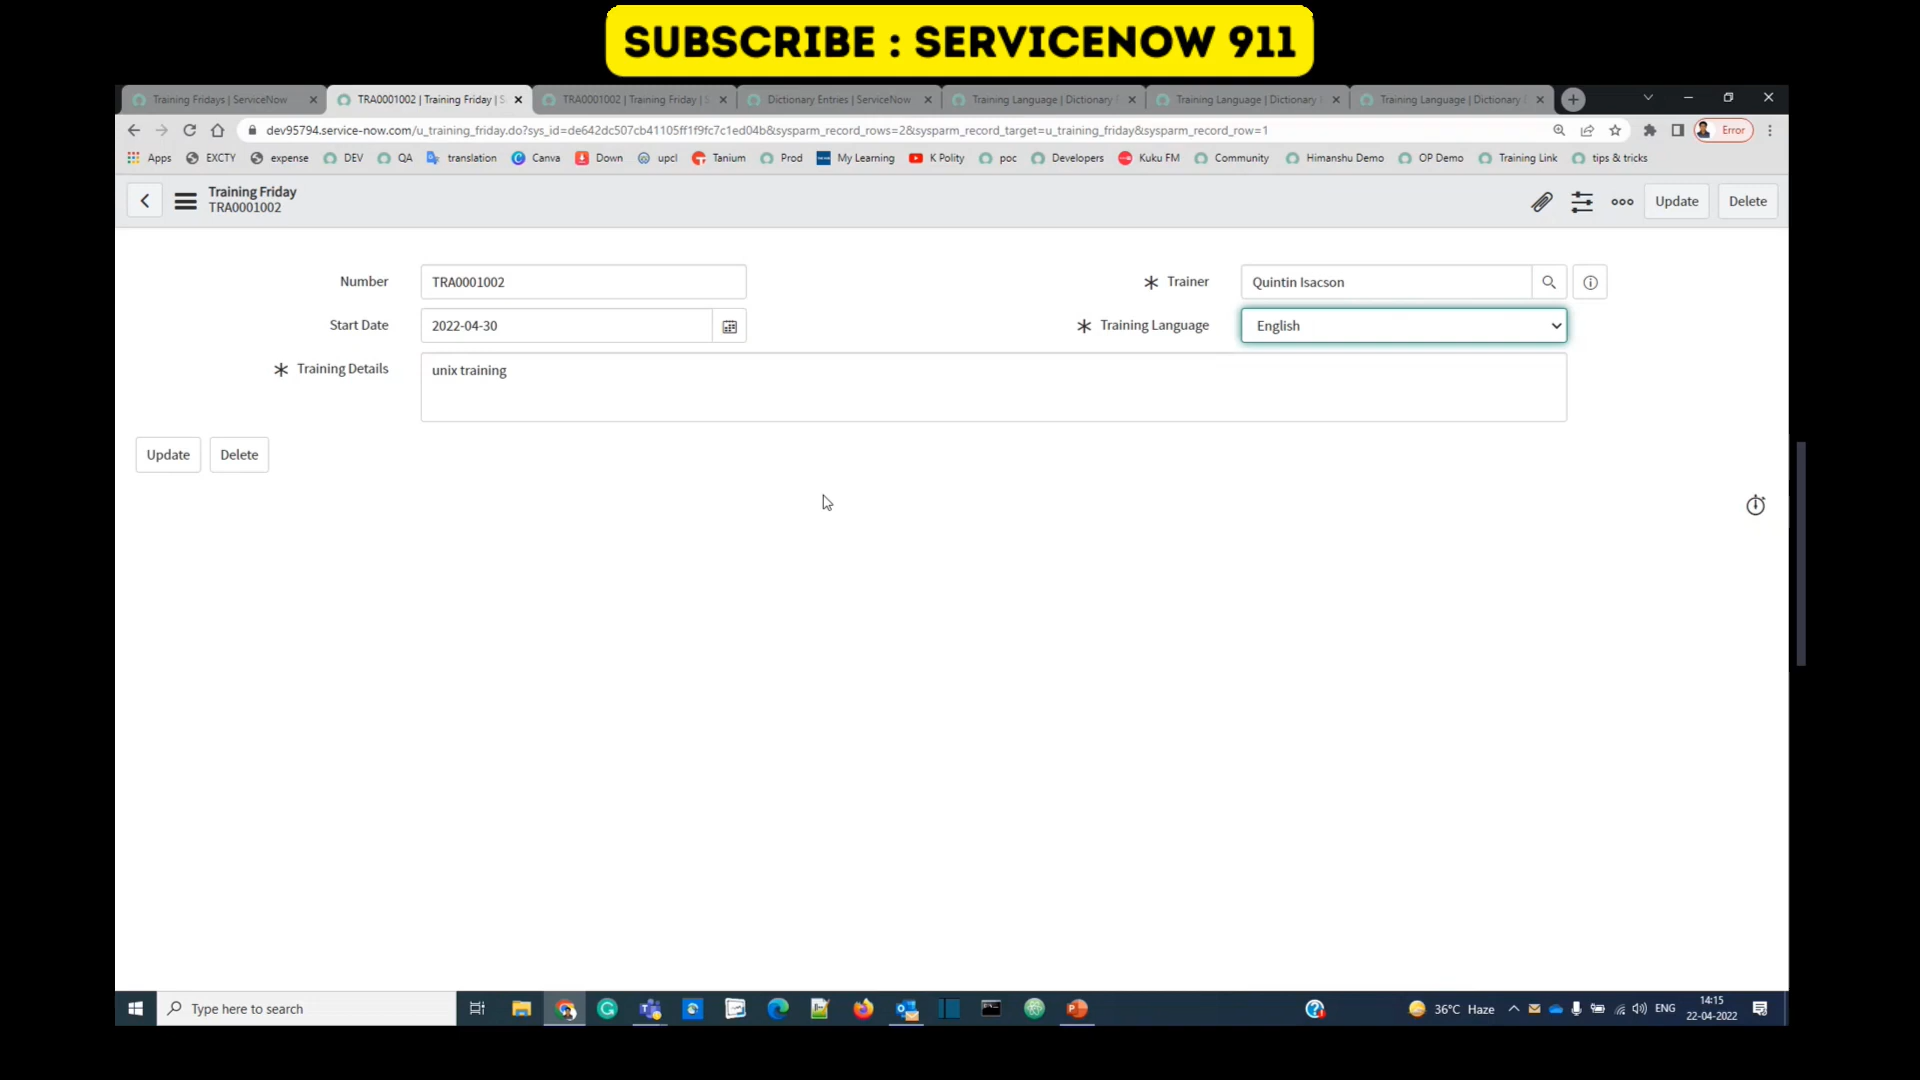 SUBSCRIBE : SERVICENOW 911
Training Fridays | ServiceNow
TRA0001002 | Training Friday | S
TRA0001002 | Training Friday | S
Dictionary Entries | ServiceNow
Training Language | Dictionary
Training Language | Dictionary
Training Language | Dictionary
dev95794.service-now.com/u_training_friday.do?sys_id=de642dc507cb41105ff1f9fc7c1ed04b&sysparm_record_rows=2&sysparm_record_target=u_training_friday&sysparm_record_row=1
Error
Apps EXCTY expense DEV QA translation Canva Down upcl Tanium Prod My Learning K Polity poc Developers Kuku FM Community Himanshu Demo OP Demo Training Link tips & tricks
Training Friday
TRA0001002
Update Delete
Number TRA0001002
Trainer Quintin Isacson
Start Date 2022-04-30
Training Language English
Training Details unix training
Update Delete
Type here to search
36°C Haze
ENG
14:15
22-04-2022